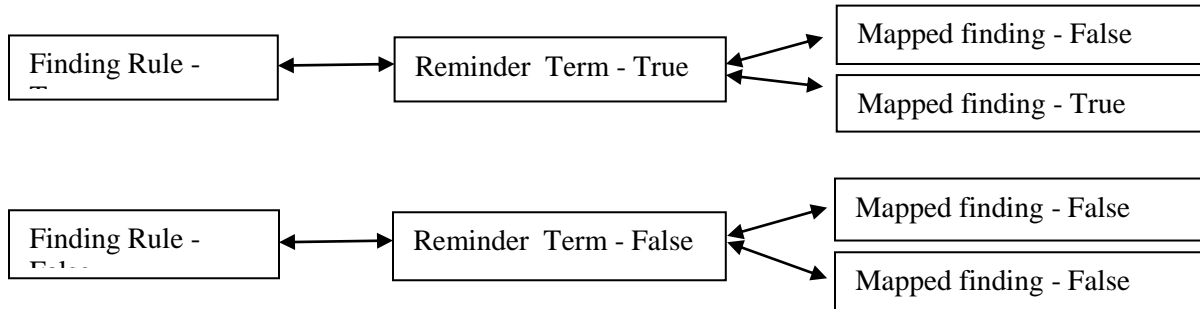 Finding Rule -
Reminder  Term - True
Mapped finding - False
Mapped finding - True
Finding Rule -
Reminder  Term - False
Mapped finding - False
Mapped finding - False